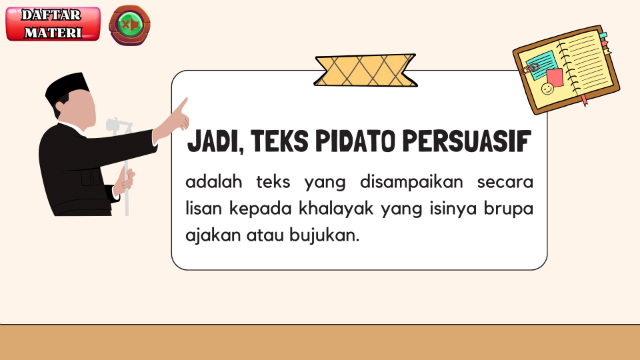 DAFTAR
MATERI
JADI, TEKS PIDATO PERSUASIF
adalah teks yang disampaikan secara
lisan kepada khalayak yang isinya brupa
ajakan atau bujukan.